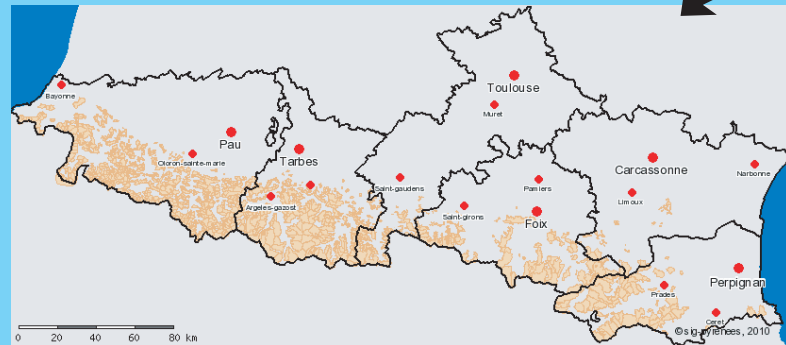 Toulouse
Bayonne
Muret
Pau
Tarbes
Carcassonne
Oloron-sainte-marie
Narbonne
Saint-gaudens
Pamiers
Argeles-gazost
Limoux
Saint-girons
Foix
Perpignan
Prades
Ceret
0 20 40 60 80 km
©sig-pyrenees, 2010